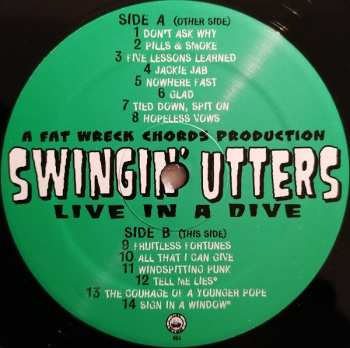 SIDE A (OTHER SIDE)
1 DON'T ASK WHY
2 PILLS & SMOKE
3 FIVE LESSONS LEARNED
4 JACKIE JAB
5 NOWHERE FAST
6 GLAD
7 TIED DOWN, SPIT ON
8 HOPELESS VOWS
A FAT WRECK CHORDS PRODUCTION
SWINGIN' UTTERS
LIVE IN A DIVE
SIDE B (THIS SIDE)
9 FRUITLESS FORTUNES
10 ALL THAT I CAN GIVE
11 WINDSPITTING PUNK
12 TELL ME LIES*
13 THE COURAGE OF A YOUNGER POPE
14 SIGN IN A WINDOW*